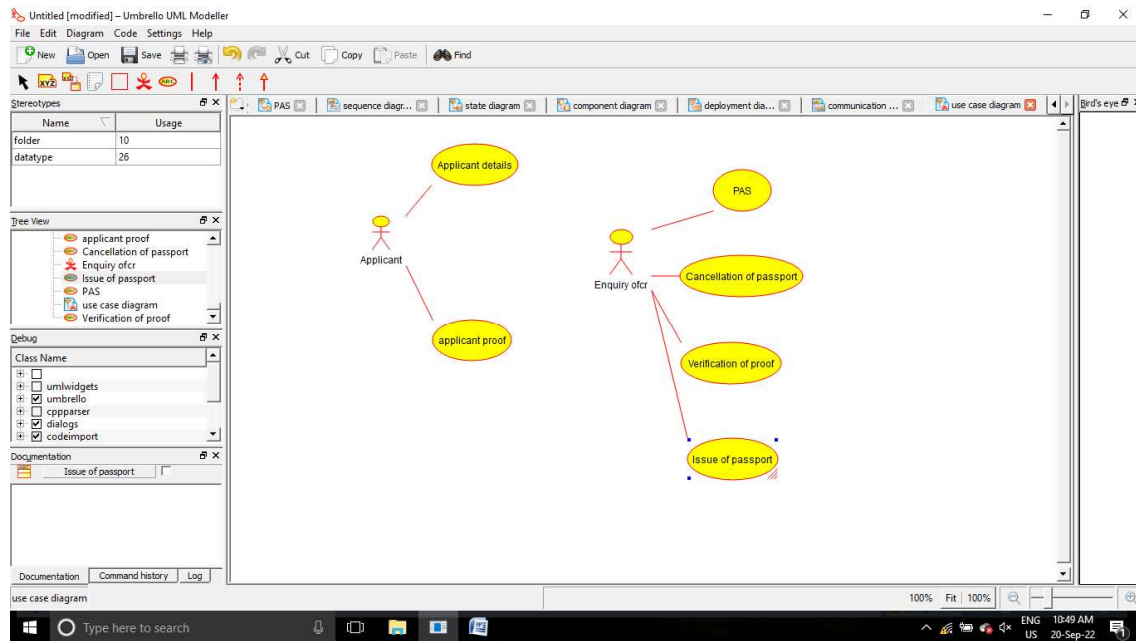 Untitled [modified] – Umbrello UML Modeller
File Edit Diagram Code Settings Help
New Open Save Cut Copy Paste Find
XYZ ABC
Stereotypes
Name Usage
folder 10
datatype 26
Tree View
applicant proof
Cancellation of passport
Enquiry ofcr
Issue of passport
PAS
use case diagram
Verification of proof
Debug
Class Name
umlwidgets
umbrello
cppparser
dialogs
codeimport
Documentation
Issue of passport
Documentation Command history Log
PAS sequence diagr... state diagram component diagram deployment dia... communication ... use case diagram
Bird's eye
Applicant details
Applicant
applicant proof
PAS
Enquiry ofcr
Cancellation of passport
Verification of proof
Issue of passport
use case diagram
100% Fit 100%
Type here to search
ENG 10:49 AM
US 20-Sep-22